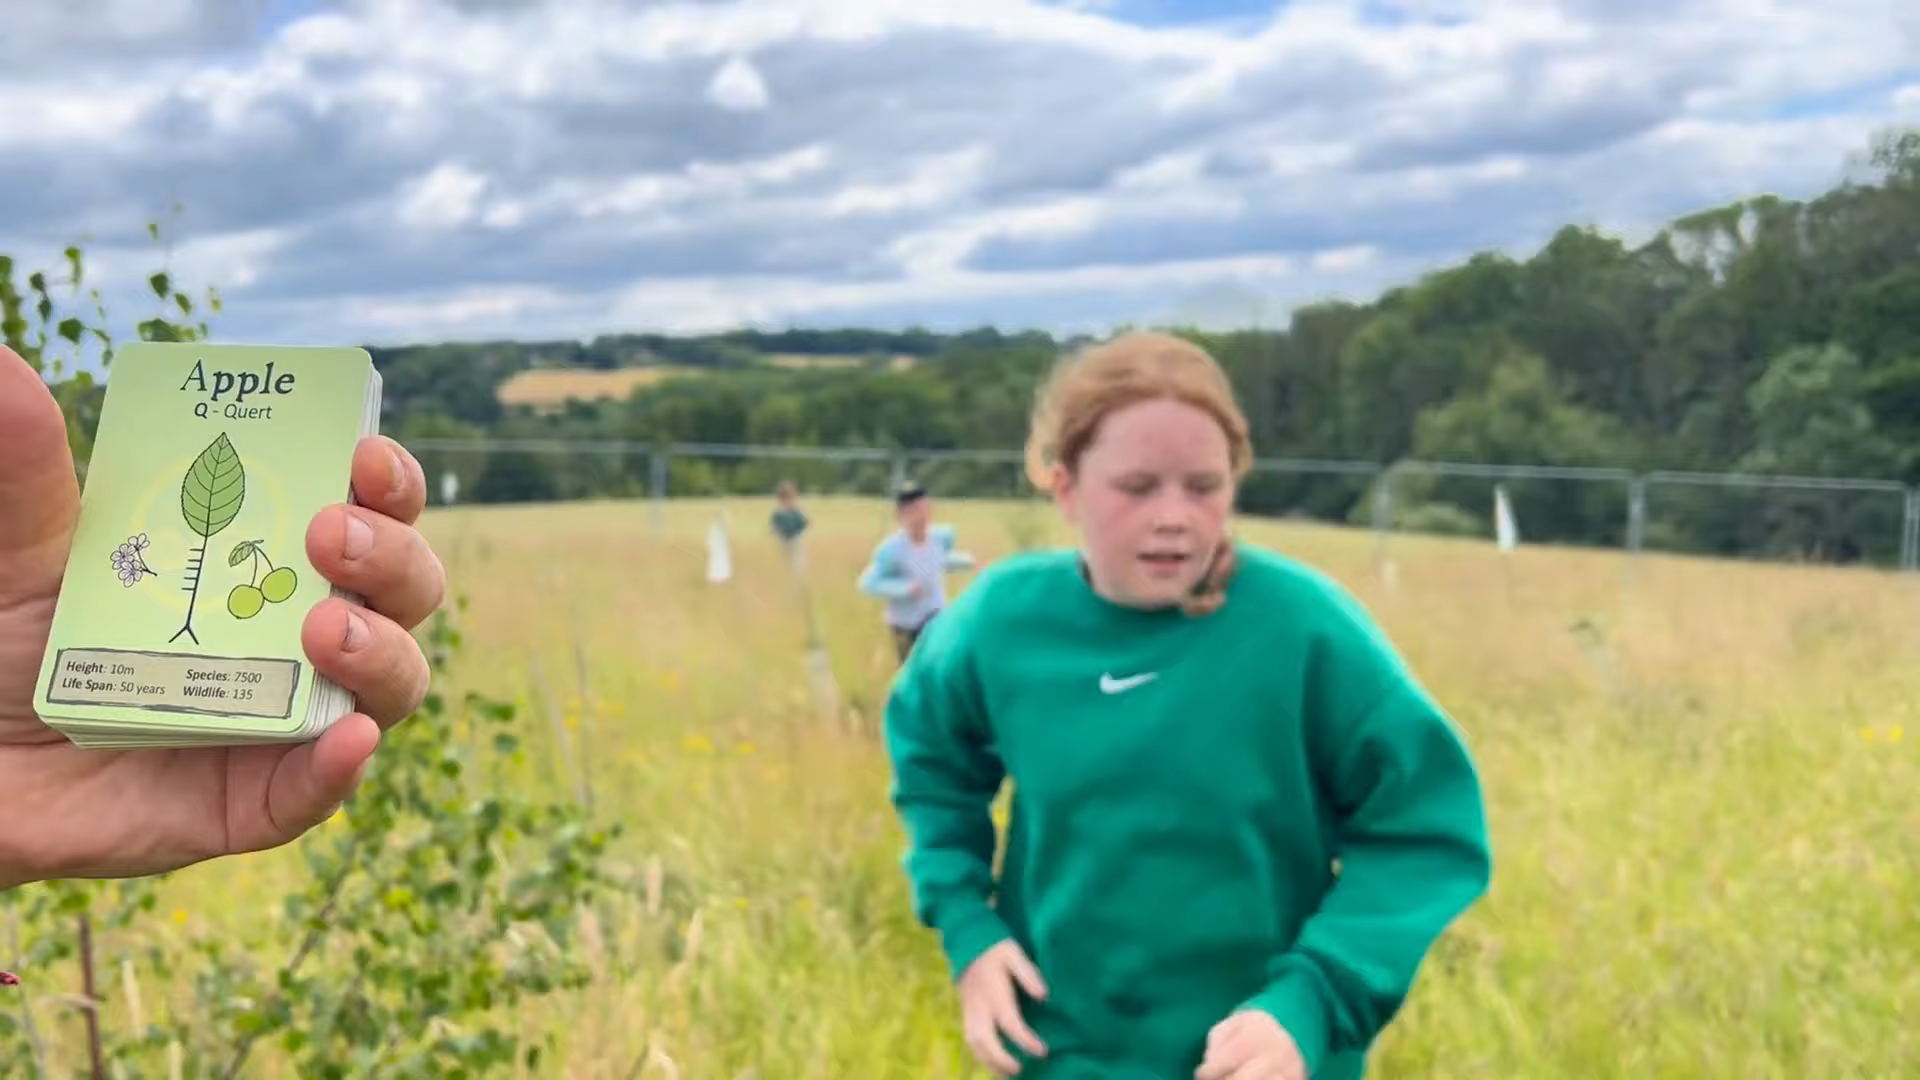 Apple
Q - Quert
Height: 10m Species: 7500
Life Span: 50 years Wildlife: 135